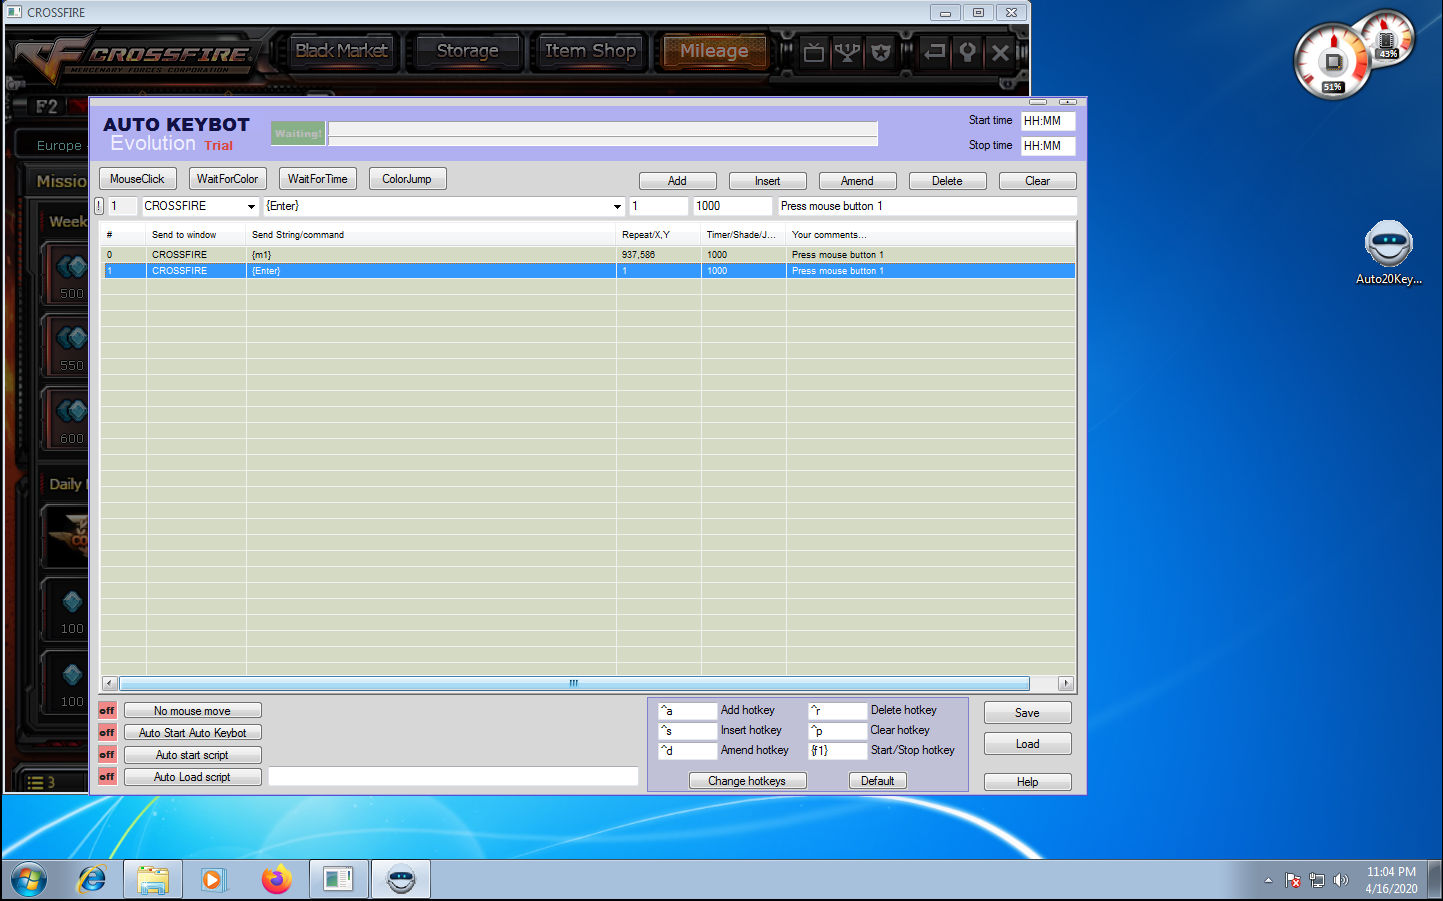 CROSSFIRE
CROSSFIRE
MERCENARY FORCES CORPORATION
Black Market
Storage
Item Shop
Mileage
F2
AUTO KEYBOT
Evolution Trial
Waiting!
Start time HH:MM
Stop time HH:MM
Europe
Missio
Week
500
550
600
Daily
100
100
3
MouseClick WaitForColor WaitForTime ColorJump Add Insert Amend Delete Clear
! 1 CROSSFIRE {Enter} 1 1000 Press mouse button 1
# Send to window Send String/command Repeat/X,Y Timer/Shade/J... Your comments...
0 CROSSFIRE {m1} 937,586 1000 Press mouse button 1
1 CROSSFIRE {Enter} 1 1000 Press mouse button 1
off No mouse move
off Auto Start Auto Keybot
off Auto start script
off Auto Load script
^a Add hotkey ^r Delete hotkey
^s Insert hotkey ^p Clear hotkey
^d Amend hotkey {f1} Start/Stop hotkey
Change hotkeys Default
Save
Load
Help
51%
43%
Auto20Key...
11:04 PM
4/16/2020